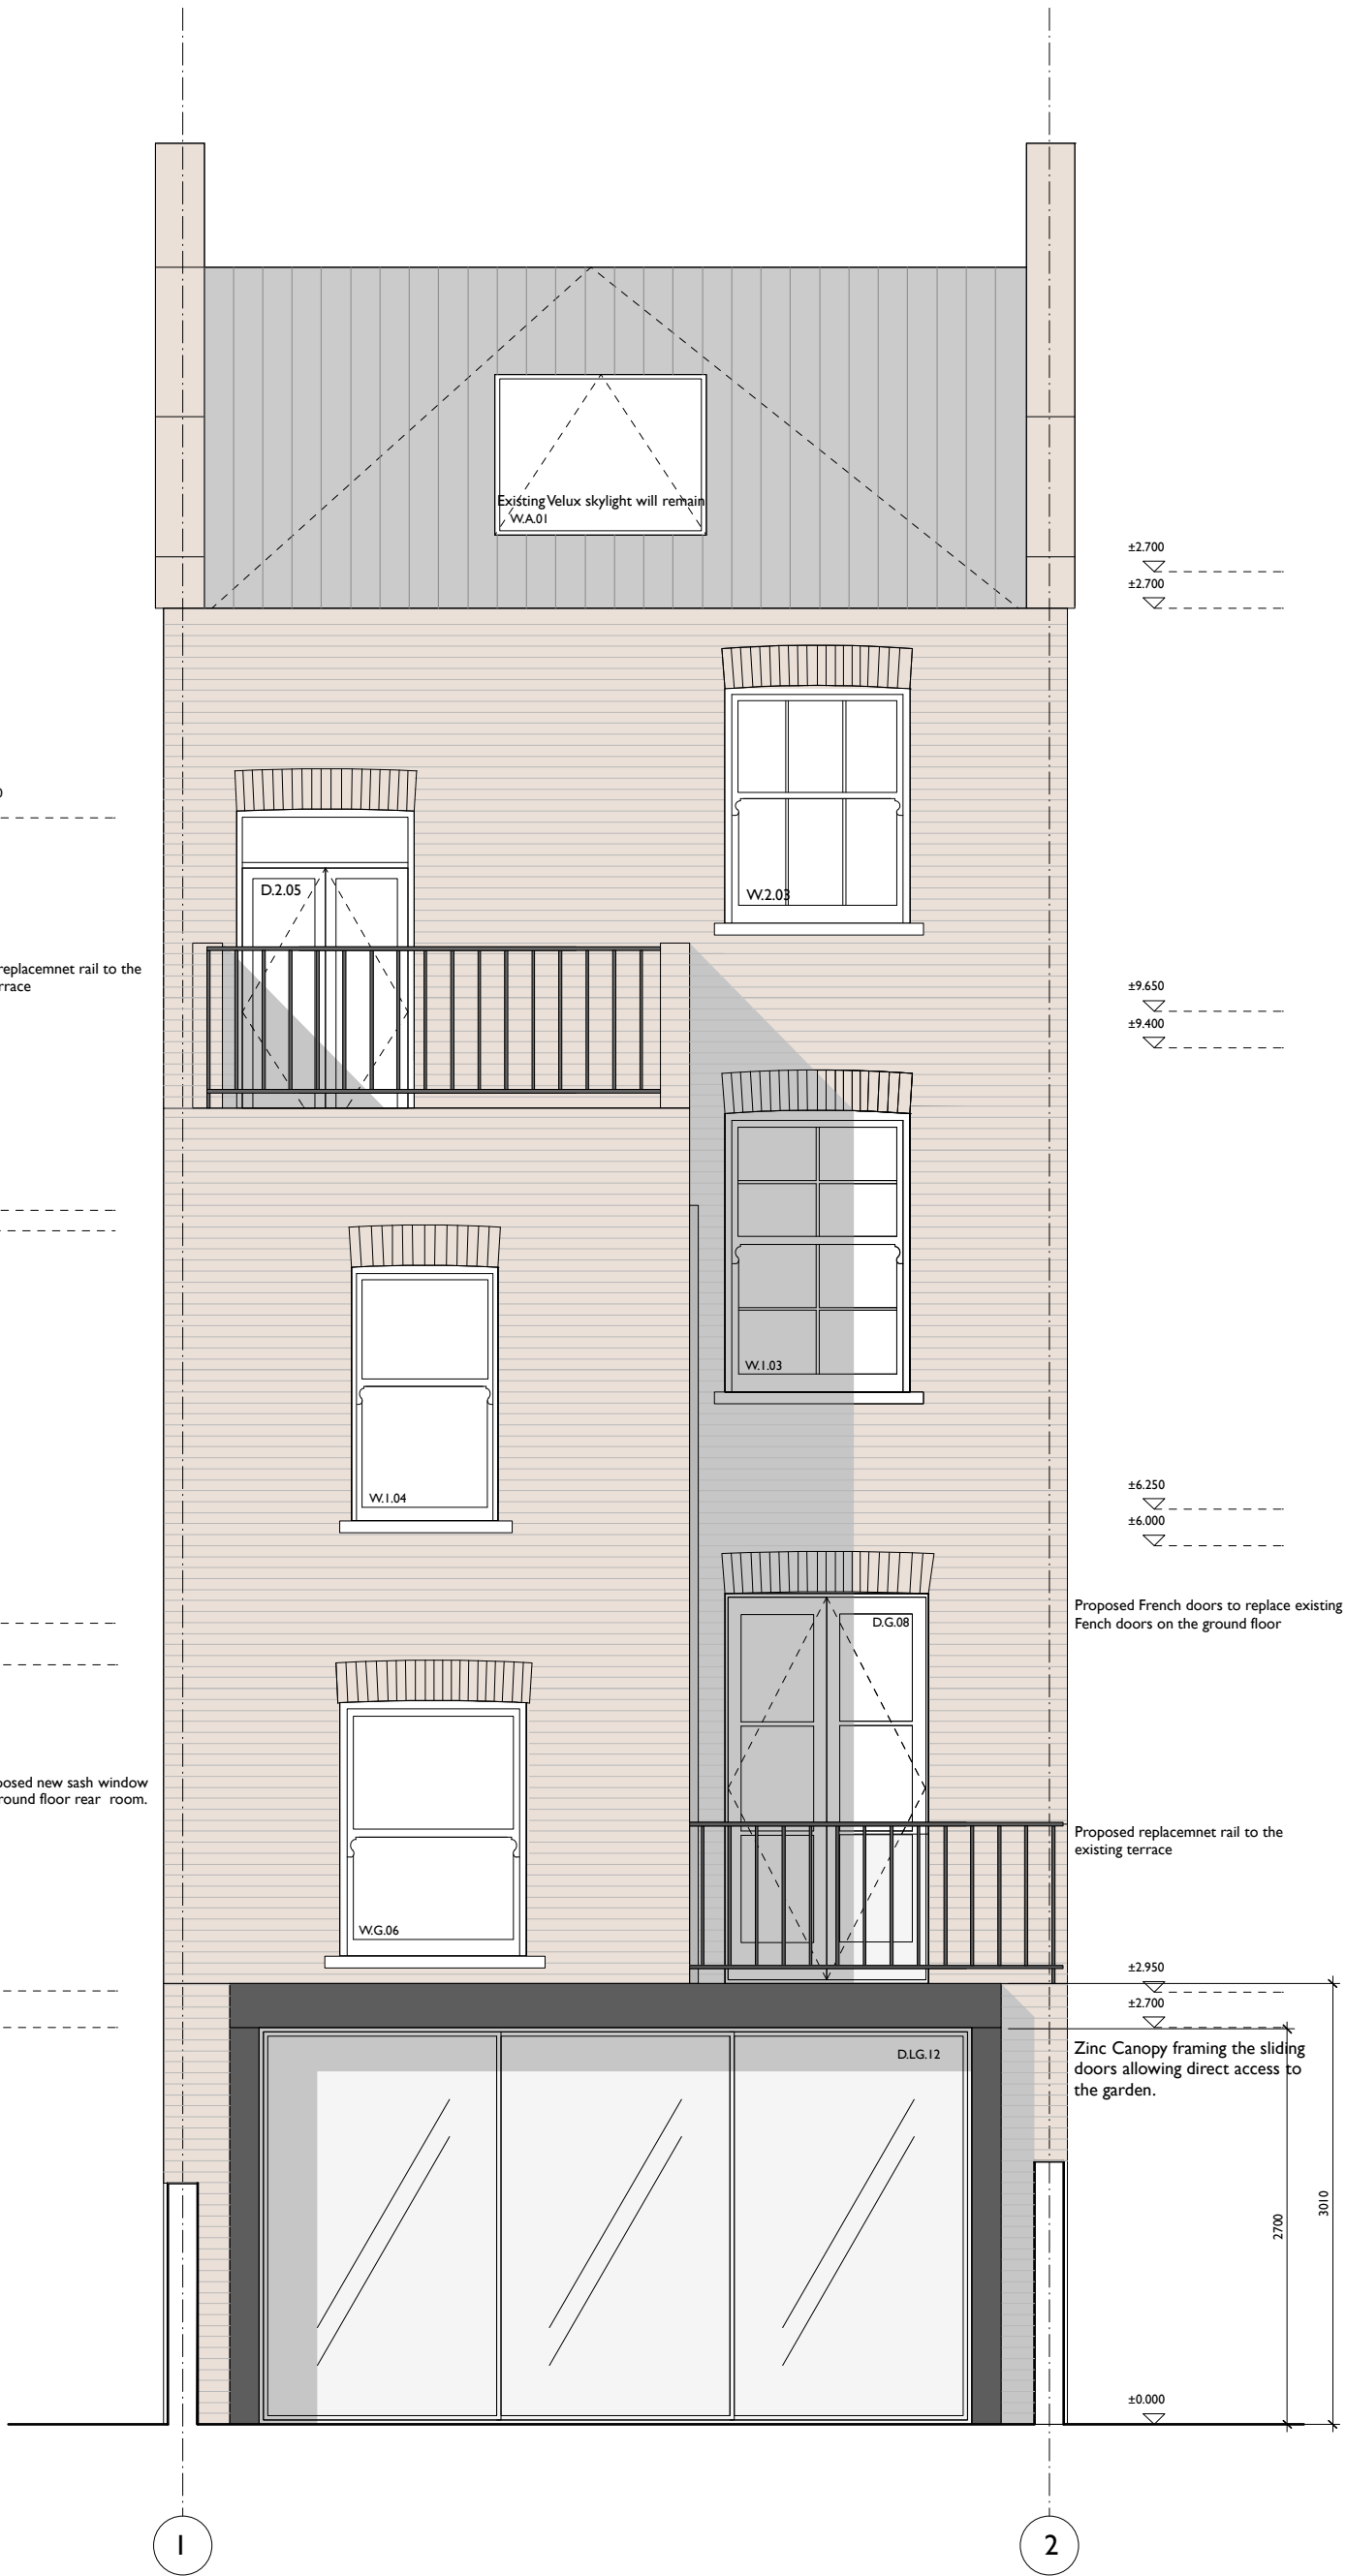 Existing Velux skylight will remain
W.A.01
±2.700
±2.700
D.2.05
W.2.03
replacemnet rail to the
rrace
±9.650
±9.400
W.1.03
W.1.04
±6.250
±6.000
Proposed French doors to replace existing
Fench doors on the ground floor
D.G.08
posed new sash window
round floor rear room.
Proposed replacemnet rail to the
existing terrace
W.G.06
±2.950
±2.700
D.LG.12
Zinc Canopy framing the sliding
doors allowing direct access to
the garden.
2700
3010
±0.000
1
2